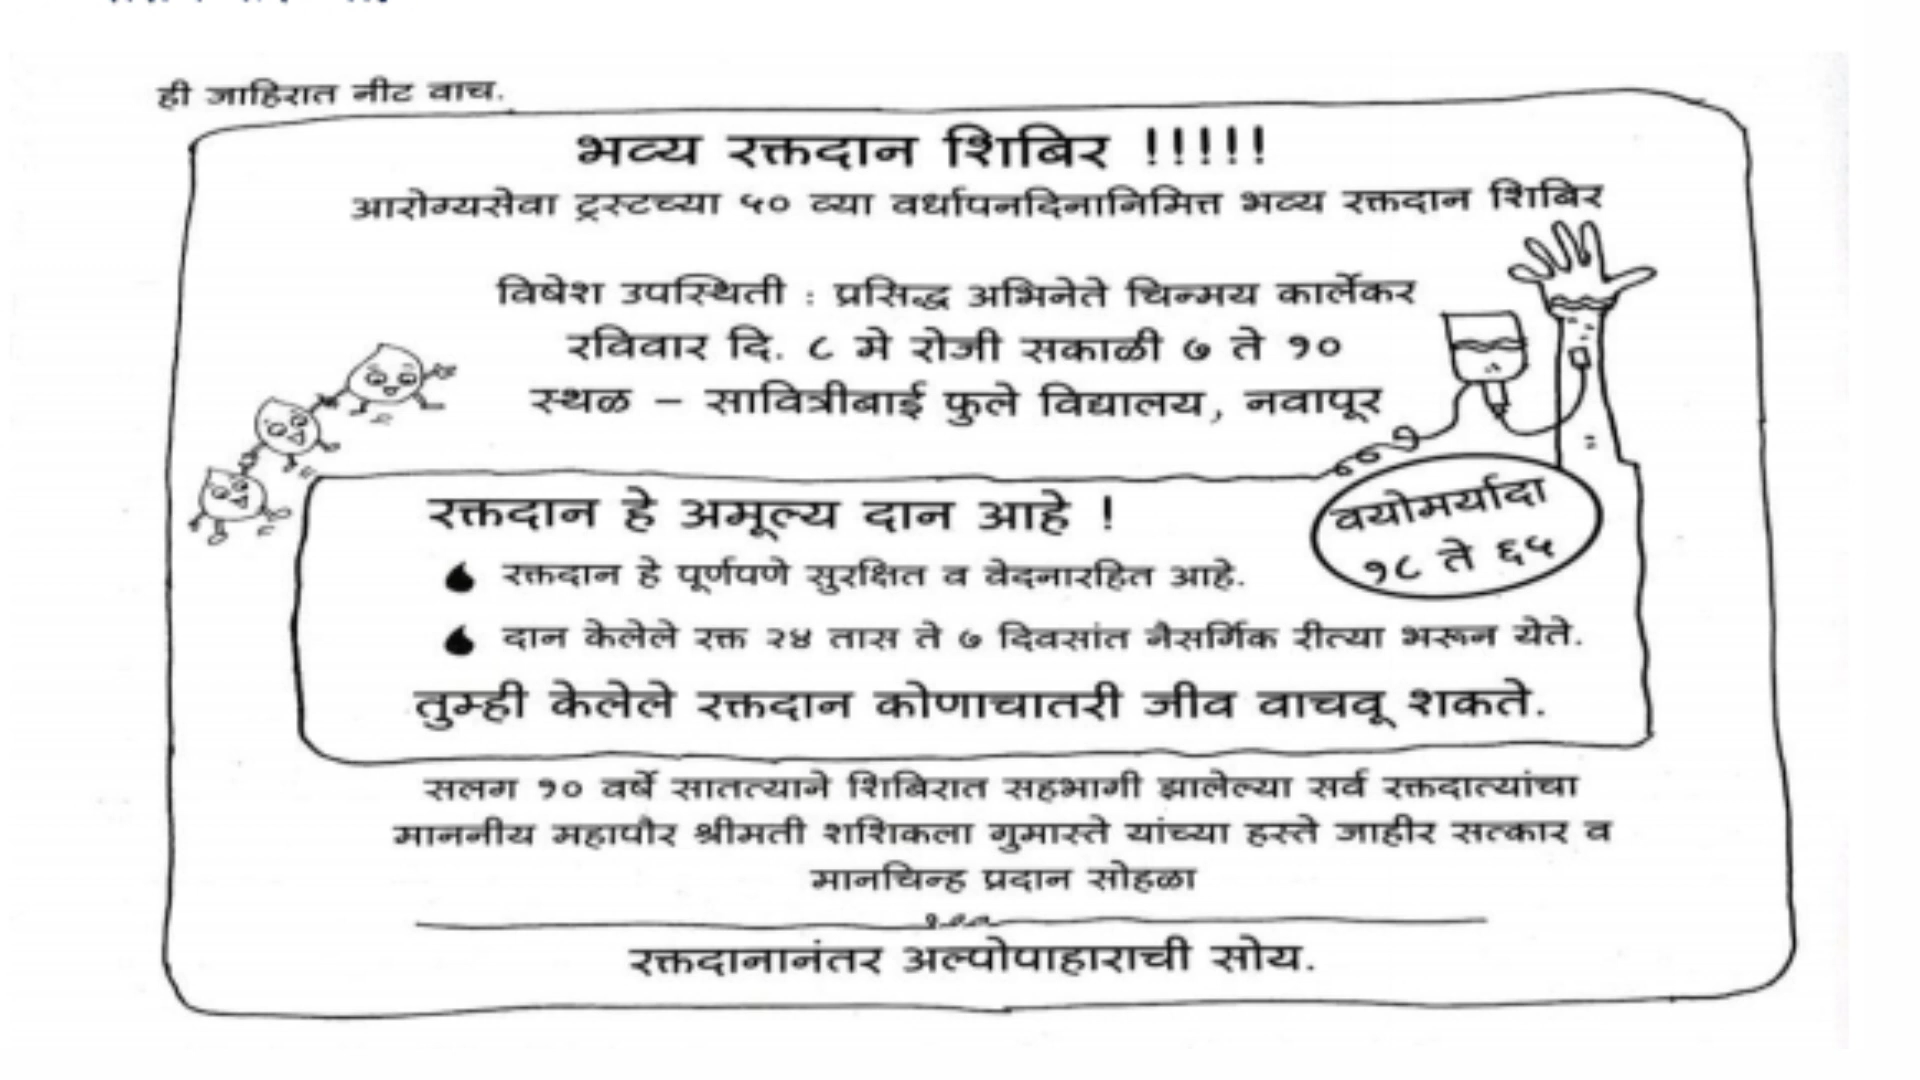 ही जाहिरात नीट वाच.
भव्य रक्तदान शिबिर !!!!!
आरोग्यसेवा ट्रस्टच्या ५० व्या वर्धापनदिनानिमित्त भव्य रक्तदान शिबिर
विषेश उपस्थिती : प्रसिद्ध अभिनेते चिन्मय कार्लेकर
रविवार दि. ८ मे रोजी सकाळी ७ ते १०
स्थळ – सावित्रीबाई फुले विद्यालय, नवापूर
रक्तदान हे अमूल्य दान आहे !
वयोमर्यादा
१८ ते ६५
रक्तदान हे पूर्णपणे सुरक्षित व वेदनारहित आहे.
दान केलेले रक्त २४ तास ते ७ दिवसांत नैसर्गिक रीत्या भरून येते.
तुम्ही केलेले रक्तदान कोणाचातरी जीव वाचवू शकते.
सलग १० वर्षे सातत्याने शिबिरात सहभागी झालेल्या सर्व रक्तदात्यांचा
माननीय महापौर श्रीमती शशिकला गुमास्ते यांच्या हस्ते जाहीर सत्कार व
मानचिन्ह प्रदान सोहळा
रक्तदानानंतर अल्पोपाहाराची सोय.